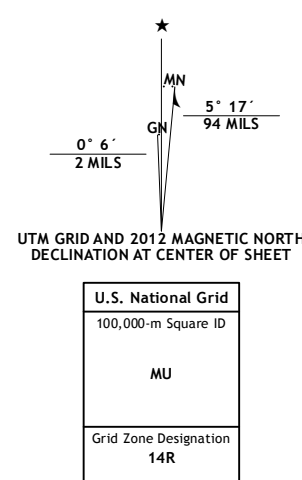 MN
GN
5° 17´
94 MILS
0° 6´
2 MILS
UTM GRID AND 2012 MAGNETIC NORTH
DECLINATION AT CENTER OF SHEET
U.S. National Grid
100,000-m Square ID
MU
Grid Zone Designation
14R